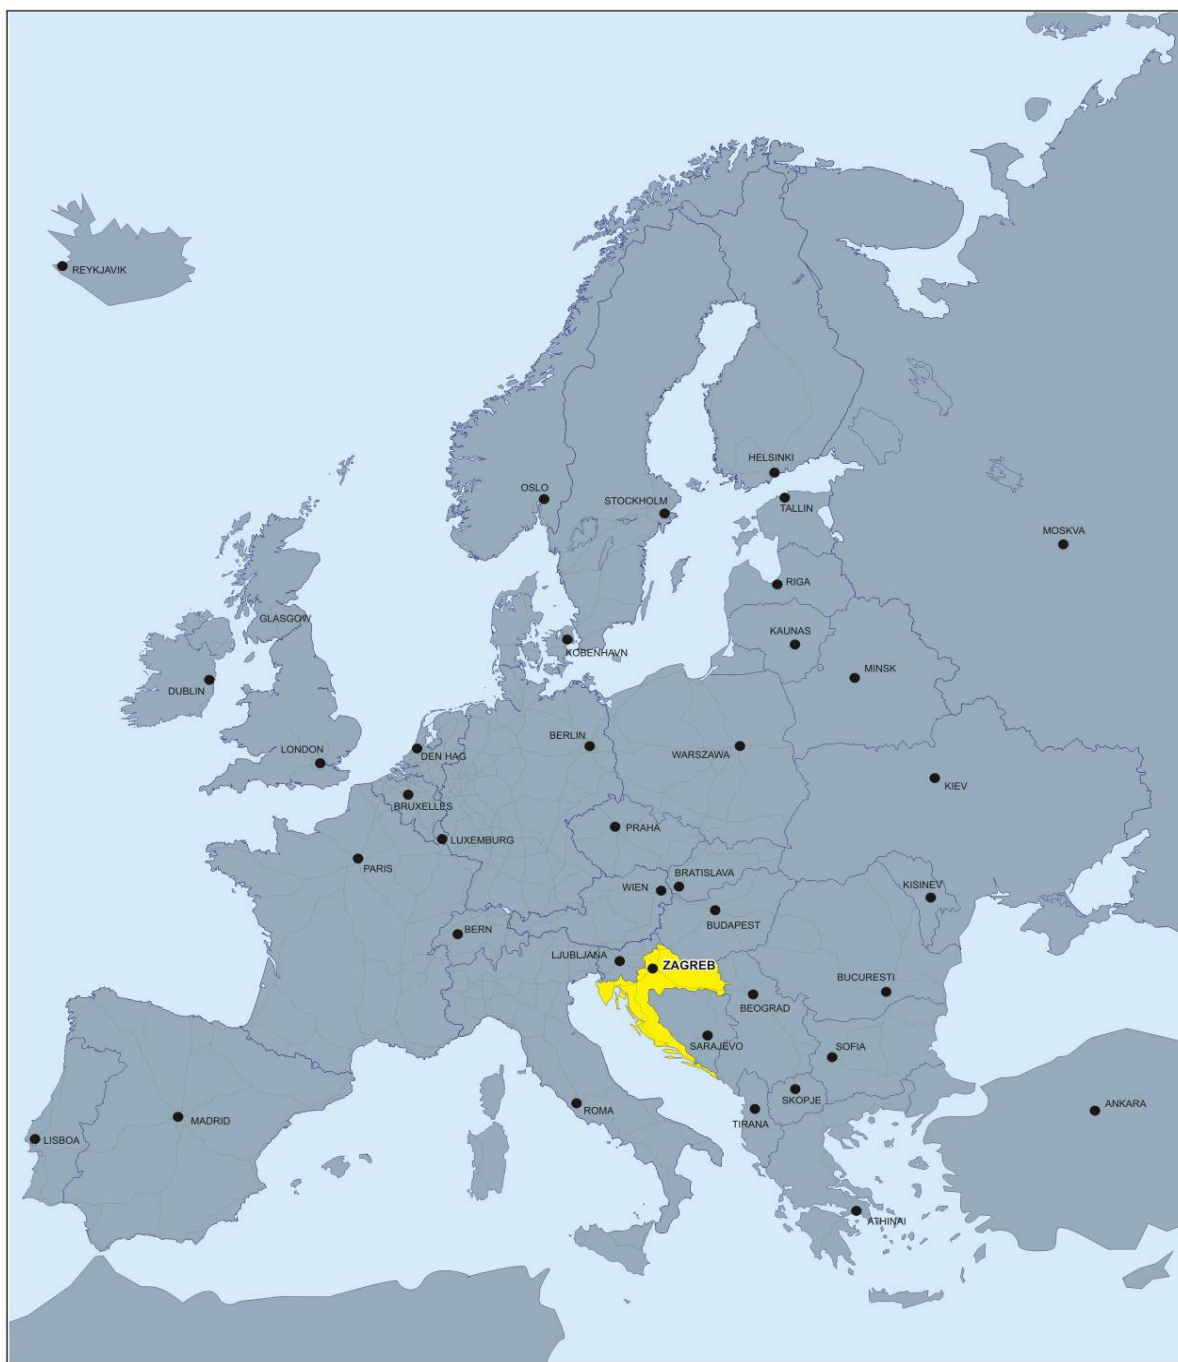 REYKJAVIK
HELSINKI
OSLO
STOCKHOLM
TALLIN
MOSKVA
RIGA
GLASGOW
KAUNAS
KOBENHAVN
MINSK
DUBLIN
BERLIN
LONDON
DEN HAG
WARSZAWA
KIEV
BRUXELLES
PRAHA
LUXEMBURG
PARIS
BRATISLAVA
WIEN
KISINEV
BUDAPEST
BERN
LJUBLJANA
ZAGREB
BUCURESTI
BEOGRAD
SARAJEVO
SOFIA
SKOPJE
ANKARA
ROMA
MADRID
TIRANA
LISBOA
ATHINAI